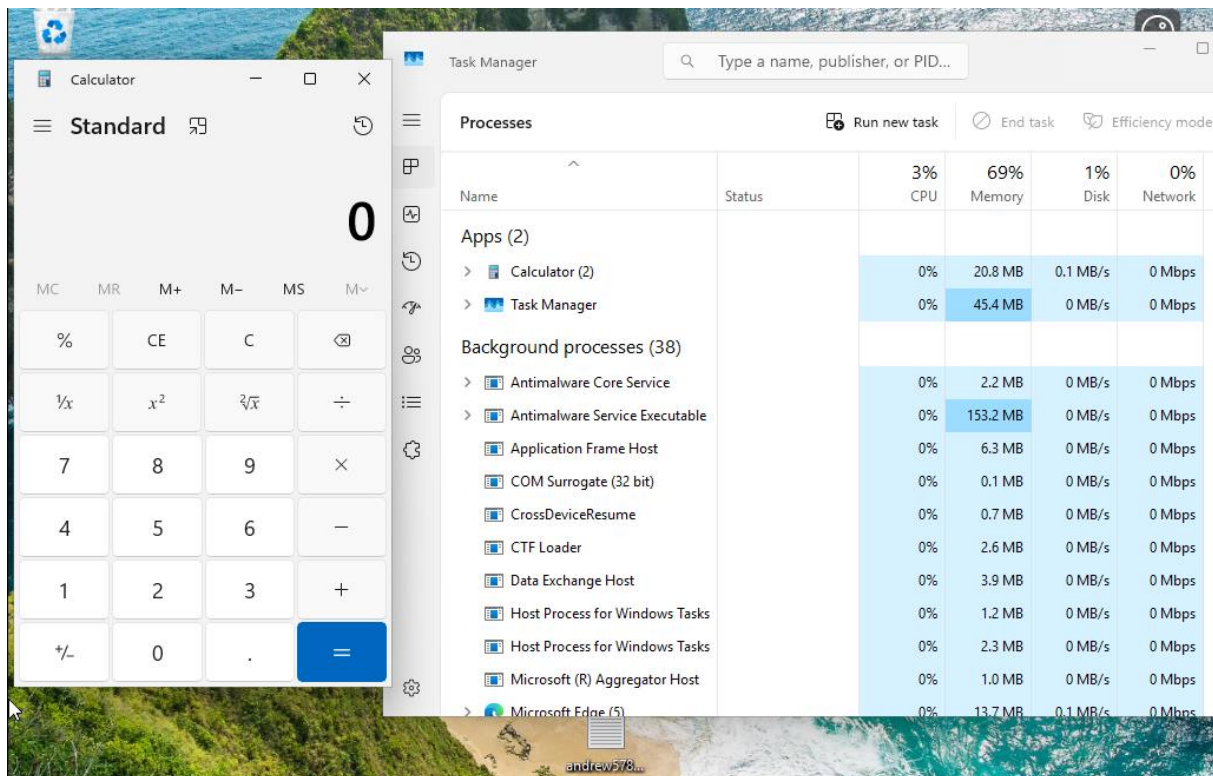 Calculator
Standard
0
MC MR M+ M− MS M
% CE C
1/x x² ²√x ÷
7 8 9 ×
4 5 6 −
1 2 3 +
+/− 0 . =
Task Manager
Type a name, publisher, or PID...
Processes
Run new task
End task
Efficiency mode
3% 69% 1% 0%
Name Status CPU Memory Disk Network
Apps (2)
Calculator (2) 0% 20.8 MB 0.1 MB/s 0 Mbps
Task Manager 0% 45.4 MB 0 MB/s 0 Mbps
Background processes (38)
Antimalware Core Service 0% 2.2 MB 0 MB/s 0 Mbps
Antimalware Service Executable 0% 153.2 MB 0 MB/s 0 Mbps
Application Frame Host 0% 6.3 MB 0 MB/s 0 Mbps
COM Surrogate (32 bit) 0% 0.1 MB 0 MB/s 0 Mbps
CrossDeviceResume 0% 0.7 MB 0 MB/s 0 Mbps
CTF Loader 0% 2.6 MB 0 MB/s 0 Mbps
Data Exchange Host 0% 3.9 MB 0 MB/s 0 Mbps
Host Process for Windows Tasks 0% 1.2 MB 0 MB/s 0 Mbps
Host Process for Windows Tasks 0% 2.3 MB 0 MB/s 0 Mbps
Microsoft (R) Aggregator Host 0% 1.0 MB 0 MB/s 0 Mbps
Microsoft Edge (5) 0% 13.7 MB 0.1 MB/s 0 Mbps
andrew578...